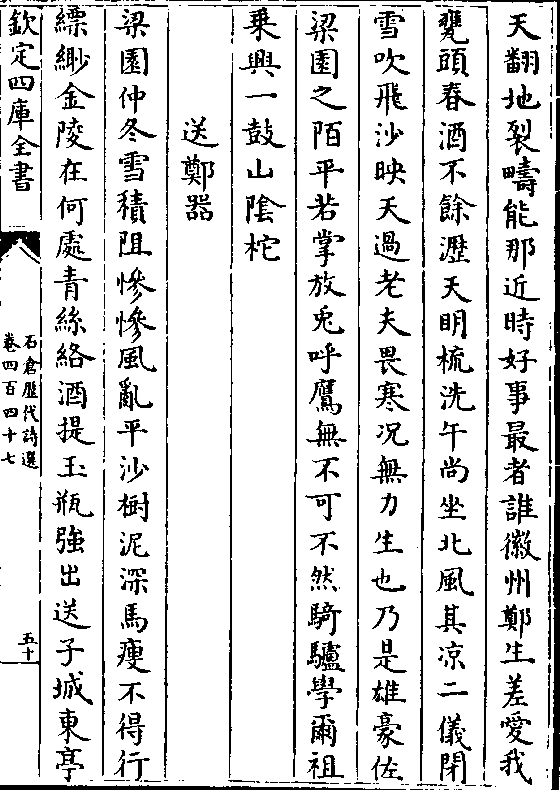 天翻地裂疇能那近時好事最者誰徽州鄭生差愛我
甕頭春酒不餘瀝天明梳洗午尚坐北風其凉二儀閉
雪吹飛沙映天過老夫畏寒况無力生也乃是雄豪佐
梁園之陌平若掌放兎呼鷹無不可不然騎驢學爾祖
乗興一鼓山隂柁
送鄭器
梁園仲冬雪積阻慘慘風亂平沙樹泥深馬瘦不得行
縹緲金陵在何處青絲絡酒提玉瓶強出送子城東亭
欽定四庫全書
石倉歴代詩選
卷四百四十七
五十